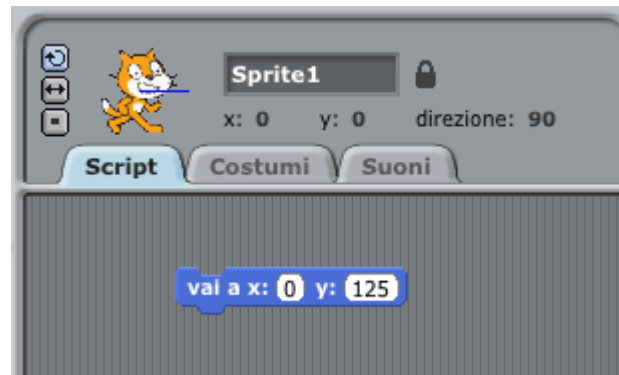 Sprite1
x: 0 y: 0 direzione: 90
Script Costumi Suoni
vai a x: 0 y: 125